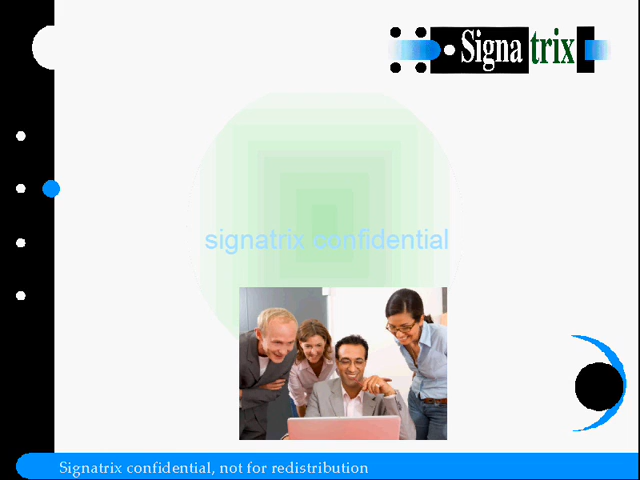 Signatrix
signatrix confidential
Signatrix confidential, not for redistribution